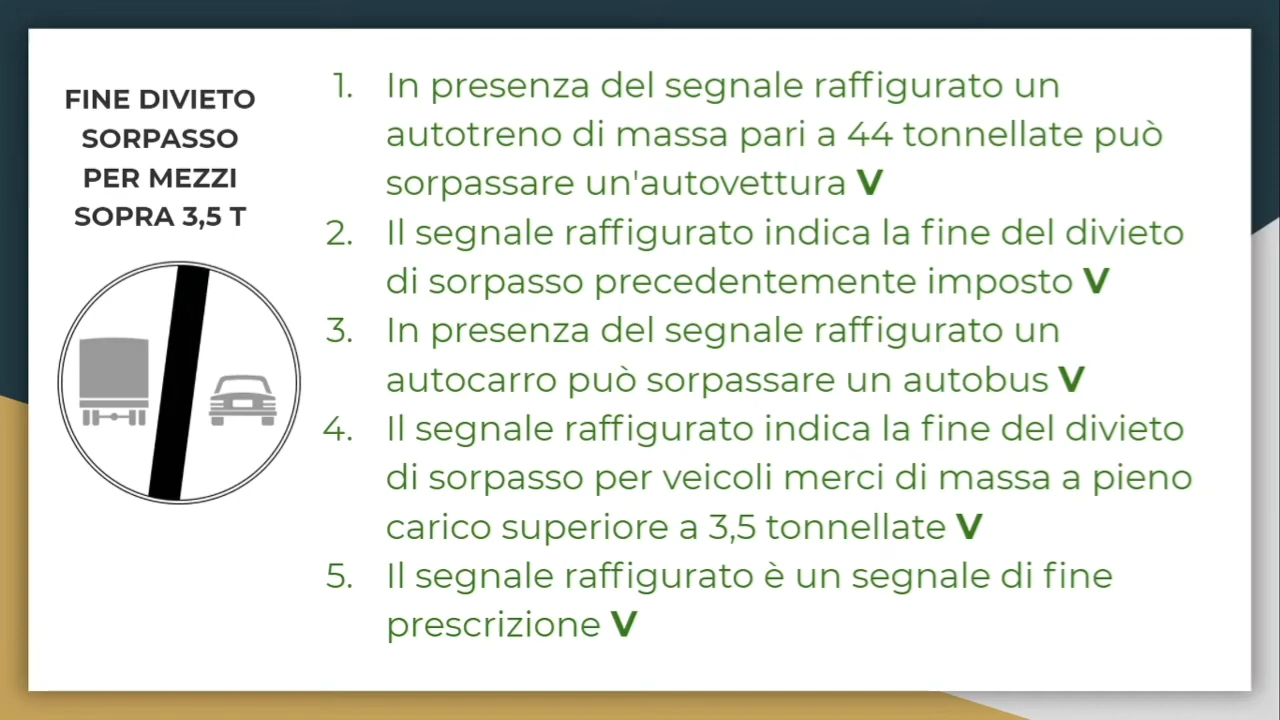 FINE DIVIETO
SORPASSO
PER MEZZI
SOPRA 3,5 T
1. In presenza del segnale raffigurato un
autotreno di massa pari a 44 tonnellate può
sorpassare un'autovettura V
2. Il segnale raffigurato indica la fine del divieto
di sorpasso precedentemente imposto V
3. In presenza del segnale raffigurato un
autocarro può sorpassare un autobus V
4. Il segnale raffigurato indica la fine del divieto
di sorpasso per veicoli merci di massa a pieno
carico superiore a 3,5 tonnellate V
5. Il segnale raffigurato è un segnale di fine
prescrizione V